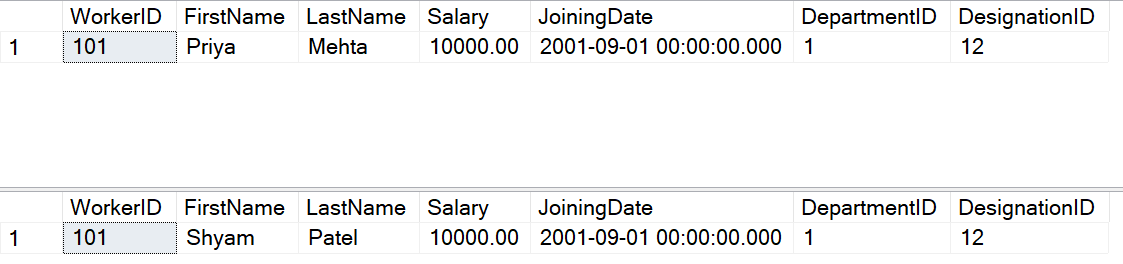 WorkerID FirstName LastName Salary JoiningDate DepartmentID DesignationID
1 101 Priya Mehta 10000.00 2001-09-01 00:00:00.000 1 12
WorkerID FirstName LastName Salary JoiningDate DepartmentID DesignationID
1 101 Shyam Patel 10000.00 2001-09-01 00:00:00.000 1 12